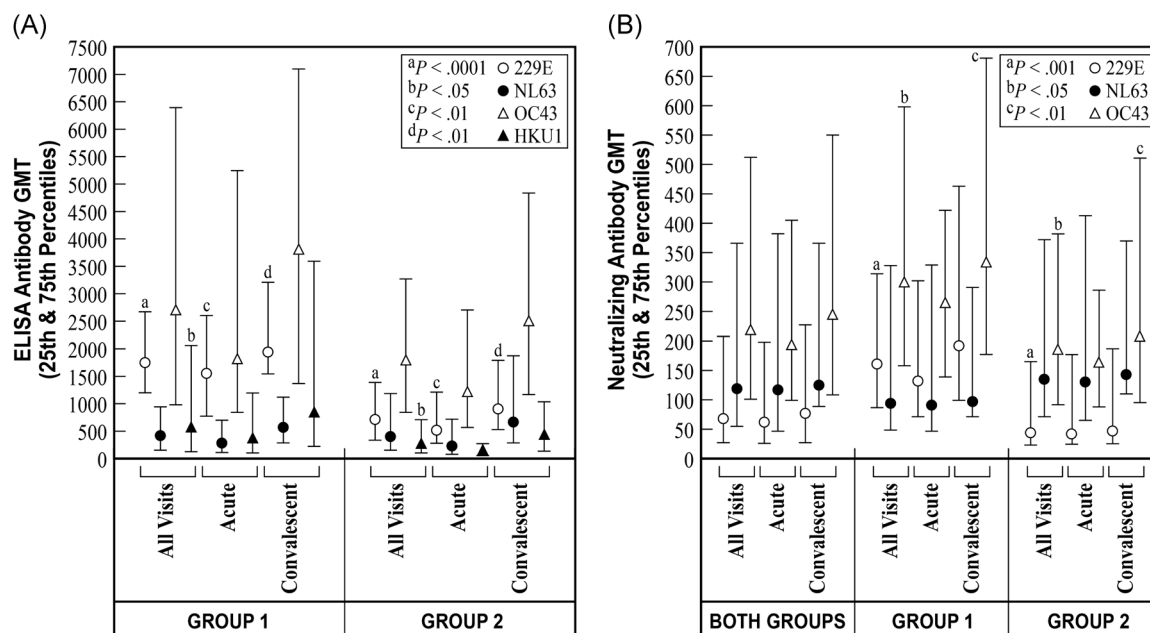 (A)
ELISA Antibody GMT
(25th & 75th Percentiles)
7500
7000
6500
6000
5500
5000
4500
4000
3500
3000
2500
2000
1500
1000
500
0
aP < .0001 229E
bP < .05 NL63
cP < .01 OC43
dP < .01 HKU1
a
c
d
b
a
b
c
d
All Visits
Acute
Convalescent
All Visits
Acute
Convalescent
GROUP 1
GROUP 2
(B)
Neutralizing Antibody GMT
(25th & 75th Percentiles)
700
650
600
550
500
450
400
350
300
250
200
150
100
50
0
aP < .001 229E
bP < .05 NL63
cP < .01 OC43
a
b
c
a
b
c
All Visits
Acute
Convalescent
All Visits
Acute
Convalescent
All Visits
Acute
Convalescent
BOTH GROUPS
GROUP 1
GROUP 2